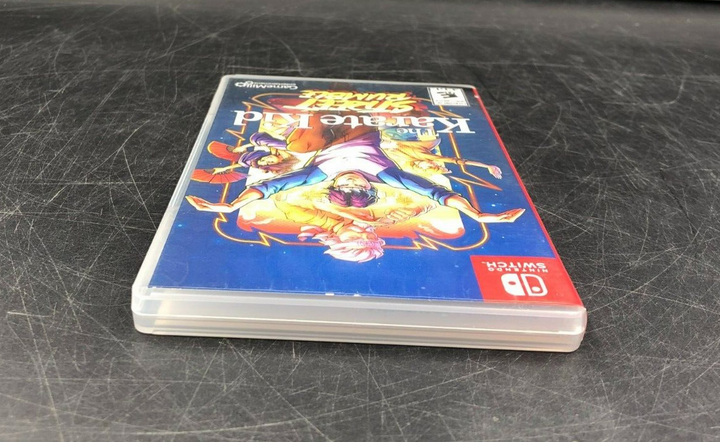 NINTENDO
SWITCH
The
Karate Kid
STREET
RUMBLE
GameMill
E